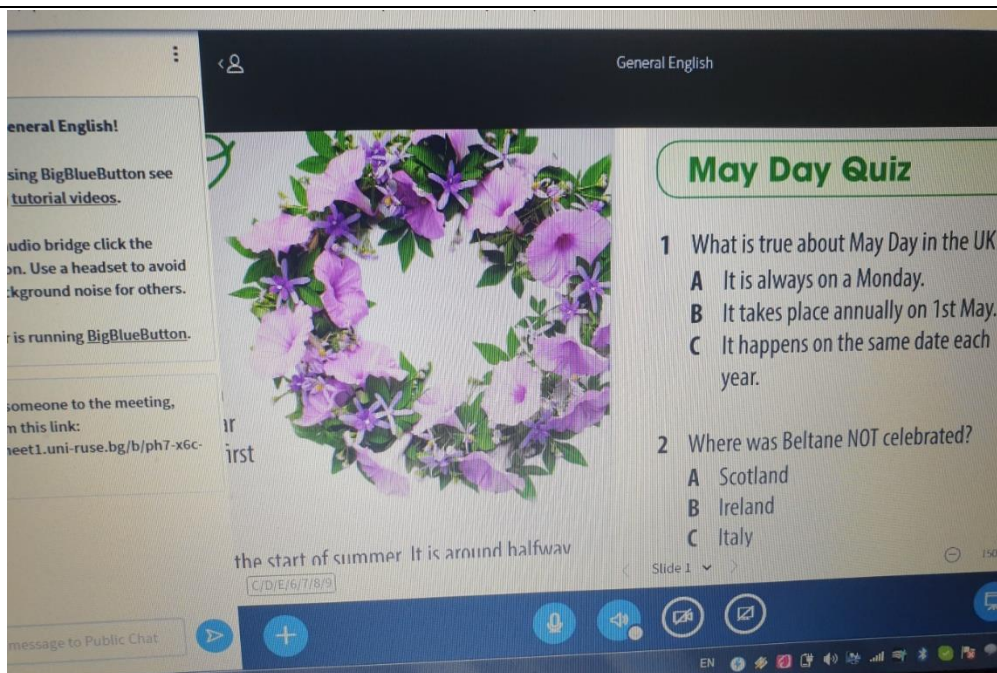 General English
eneral English!
sing BigBlueButton see
tutorial videos.
udio bridge click the
on. Use a headset to avoid
kground noise for others.
is running BigBlueButton.
someone to the meeting,
this link:
eet1.uni-ruse.bg/b/ph7-x6c-
message to Public Chat
irst
the start of summer. It is around halfway
C/D/E/6/7/8/9
May Day Quiz
1 What is true about May Day in the UK
A It is always on a Monday.
B It takes place annually on 1st May.
C It happens on the same date each
year.
2 Where was Beltane NOT celebrated?
A Scotland
B Ireland
C Italy
Slide 1
EN